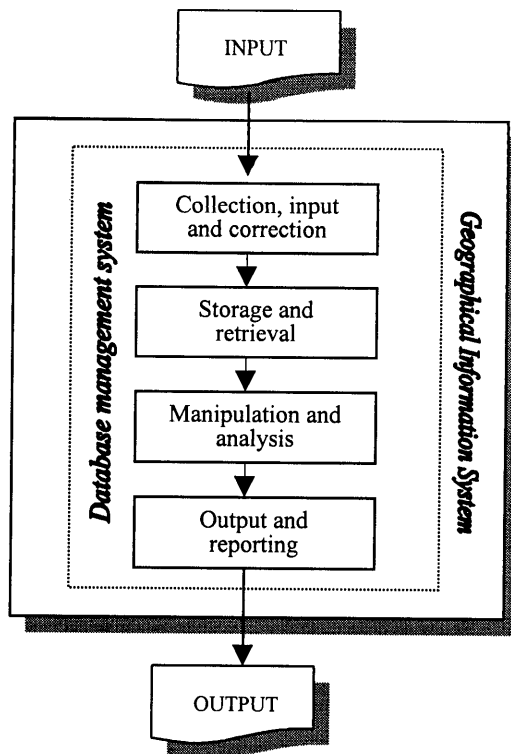 INPUT
Collection, input
and correction
Storage and
retrieval
Manipulation and
analysis
Output and
reporting
Database management system
Geographical Information System
OUTPUT